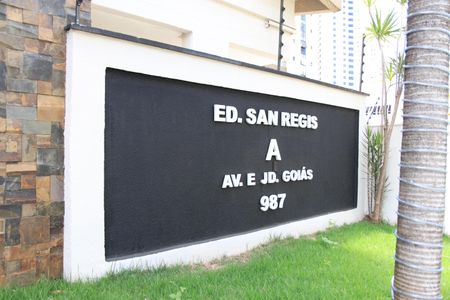 ED. SAN REGIS
A
AV. E JD. GOIÁS
987